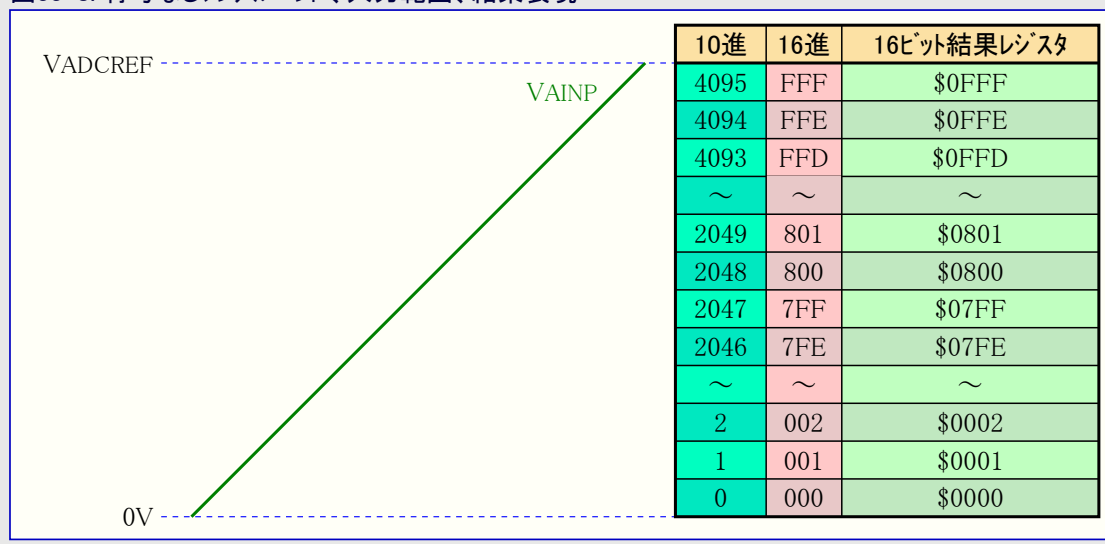 VADCREF
VAINP
0V
10進 16進 16ビット結果レジスタ
4095 FFF $0FFF
4094 FFE $0FFE
4093 FFD $0FFD
～ ～ ～
2049 801 $0801
2048 800 $0800
2047 7FF $07FF
2046 7FE $07FE
～ ～ ～
2 002 $0002
1 001 $0001
0 000 $0000